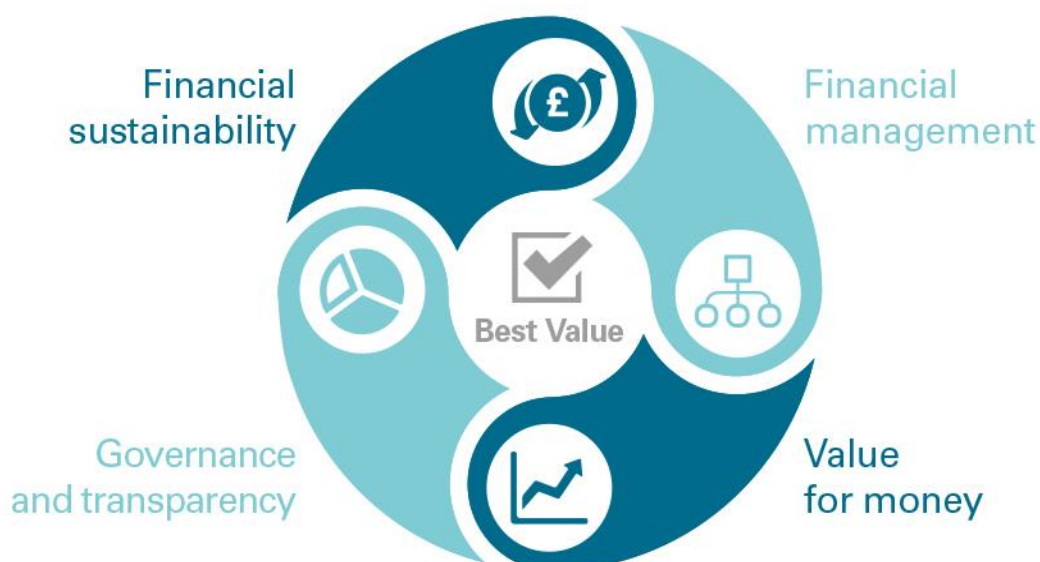 Financial
sustainability
Financial
management
£
Best Value
Governance
and transparency
Value
for money